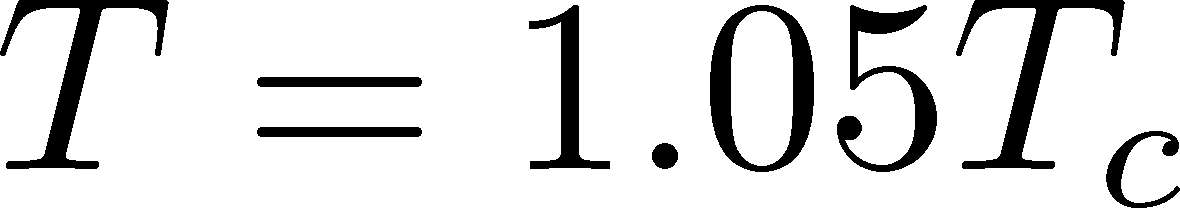 T = 1.05T_c